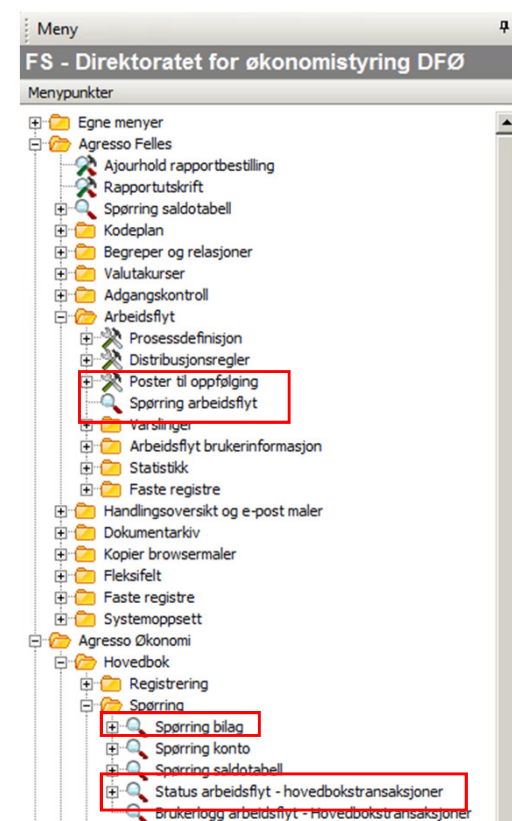 Meny
FS - Direktoratet for økonomistyring DFØ
Menypunkter
Egne menyer
Agresso Felles
Ajourhold rapportbestilling
Rapportutskrift
Spørring saldotabell
Kodeplan
Begreper og relasjoner
Valutakurser
Adgangskontroll
Arbeidsflyt
Prosessdefinisjon
Distribusjonsregler
Poster til oppfølging
Spørring arbeidsflyt
Varslinger
Arbeidsflyt brukerinformasjon
Statistikk
Faste registre
Handlingsoversikt og e-post maler
Dokumentarkiv
Kopier browsermaler
Fleksifelt
Faste registre
Systemoppsett
Agresso Økonomi
Hovedbok
Registrering
Spørring
Spørring bilag
Spørring konto
Spørring saldotabell
Status arbeidsflyt - hovedbokstransaksjoner
Brukerlogg arbeidsflyt - Hovedbokstransaksjoner